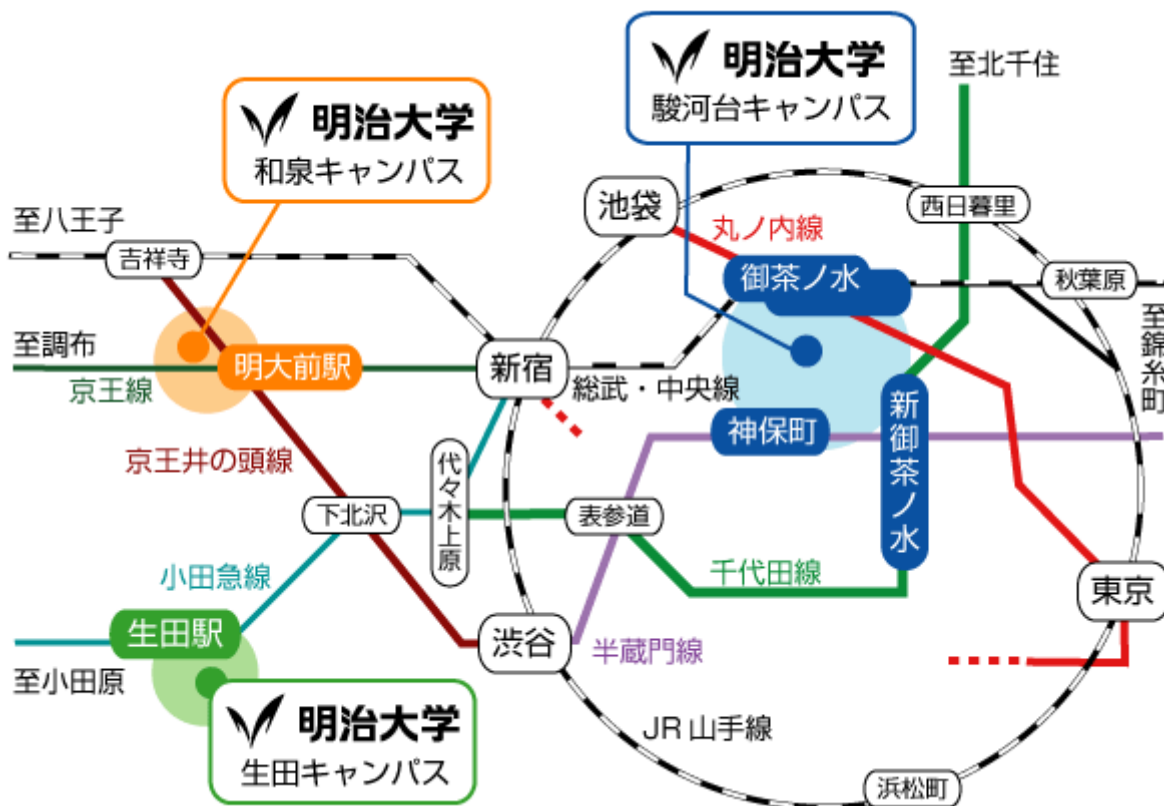 明治大学
駿河台キャンパス
至北千住
明治大学
和泉キャンパス
池袋
西日暮里
至八王子
丸ノ内線
吉祥寺
御茶ノ水
秋葉原
至錦糸町
至調布
明大前駅
新宿
京王線
総武・中央線
新御茶ノ水
神保町
京王井の頭線
代々木上原
下北沢
表参道
小田急線
千代田線
東京
生田駅
渋谷
半蔵門線
至小田原
明治大学
生田キャンパス
JR 山手線
浜松町